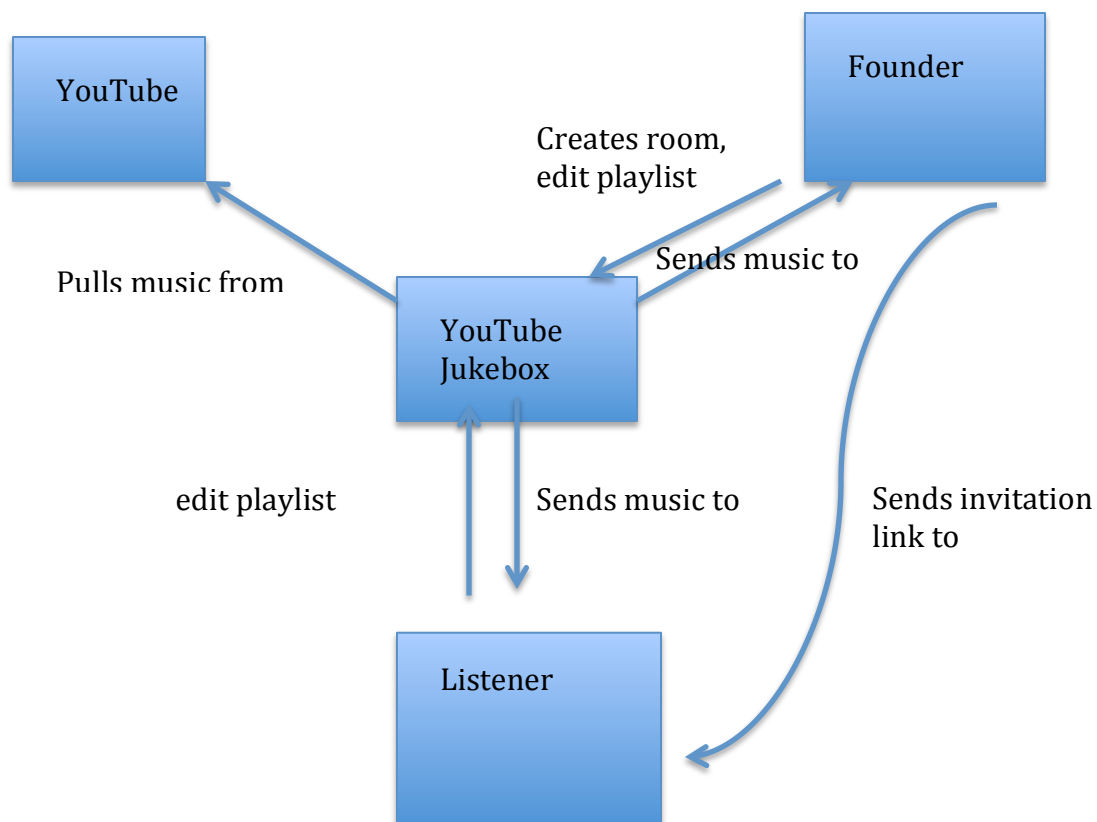 YouTube
Founder
Creates room,
edit playlist
Sends music to
Pulls music from
YouTube
Jukebox
edit playlist
Sends music to
Sends invitation
link to
Listener